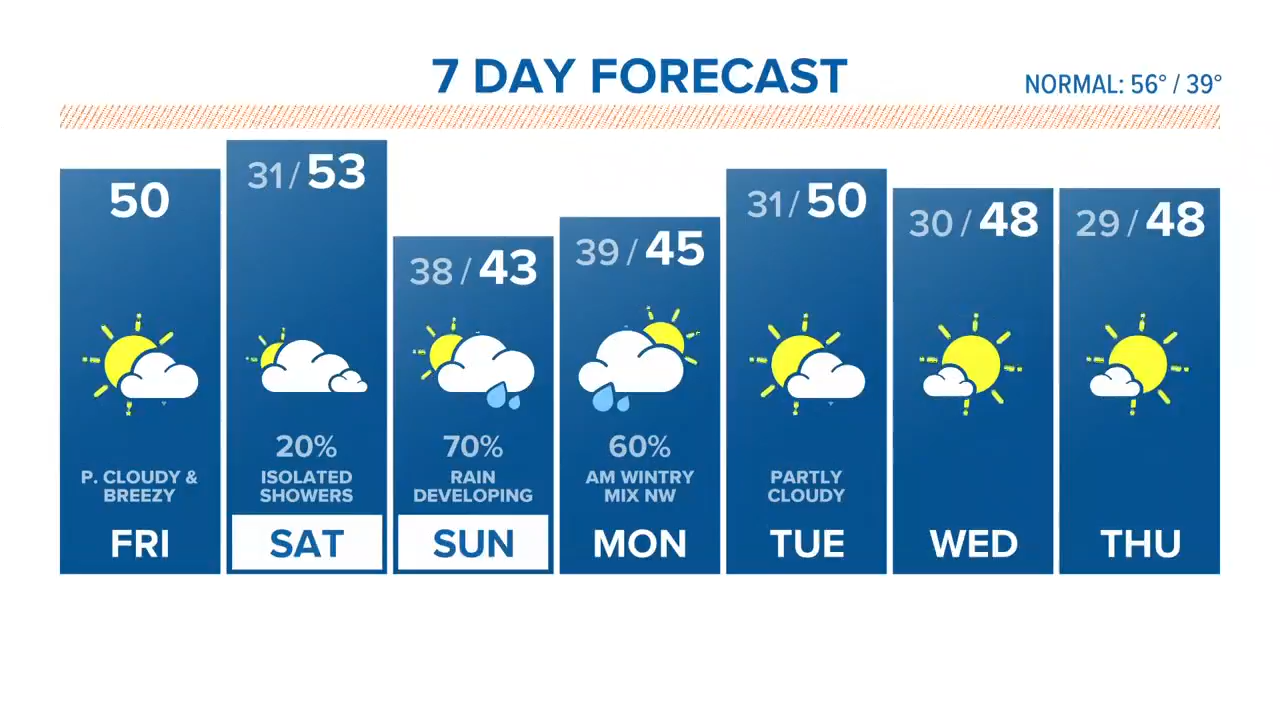 7 DAY FORECAST
NORMAL: 56° / 39°
50
P. CLOUDY &
BREEZY
FRI
31/53
20%
ISOLATED
SHOWERS
SAT
38/43
70%
RAIN
DEVELOPING
SUN
39/45
60%
AM WINTRY
MIX NW
MON
31/50
PARTLY
CLOUDY
TUE
30/48
WED
29/48
THU